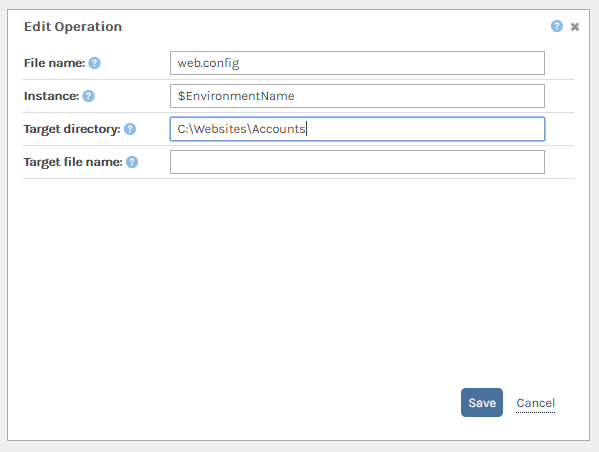 Edit Operation
File name:
web.config
Instance:
$EnvironmentName
Target directory:
C:\Websites\Accounts
Target file name:
Save
Cancel